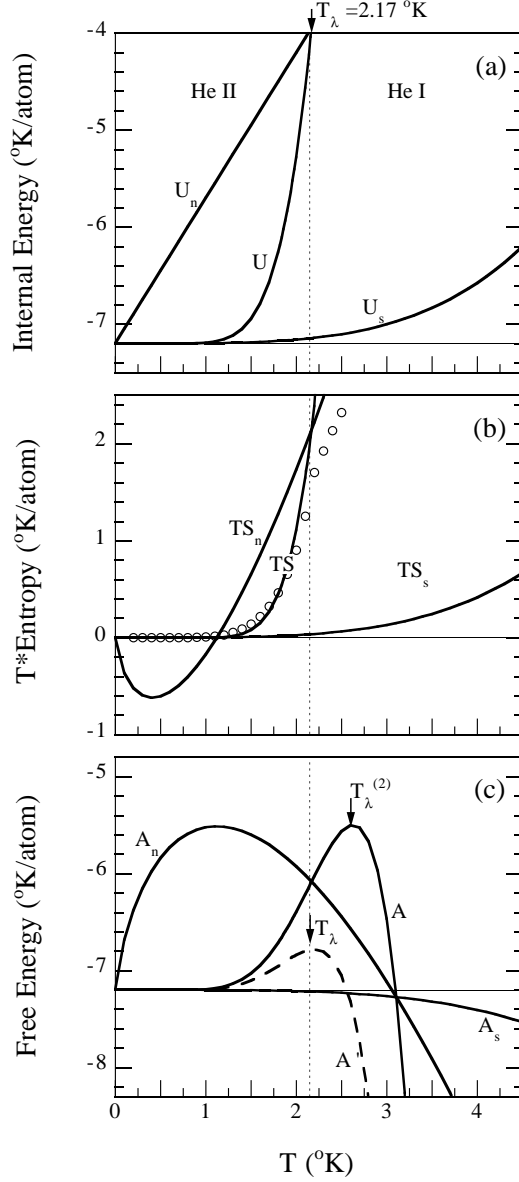 T_λ =2.17 °K
-4
(a)
He II
He I
-5
U_n
-6
U
U_s
-7
Internal Energy (°K/atom)
2
(b)
TS_n
1
TS
TS_s
0
-1
T*Entropy (°K/atom)
-5
(c)
T_λ^(2)
A_n
-6
A
T_λ
-7
A_s
-8
A '
Free Energy (°K/atom)
0 1 2 3 4
T (°K)